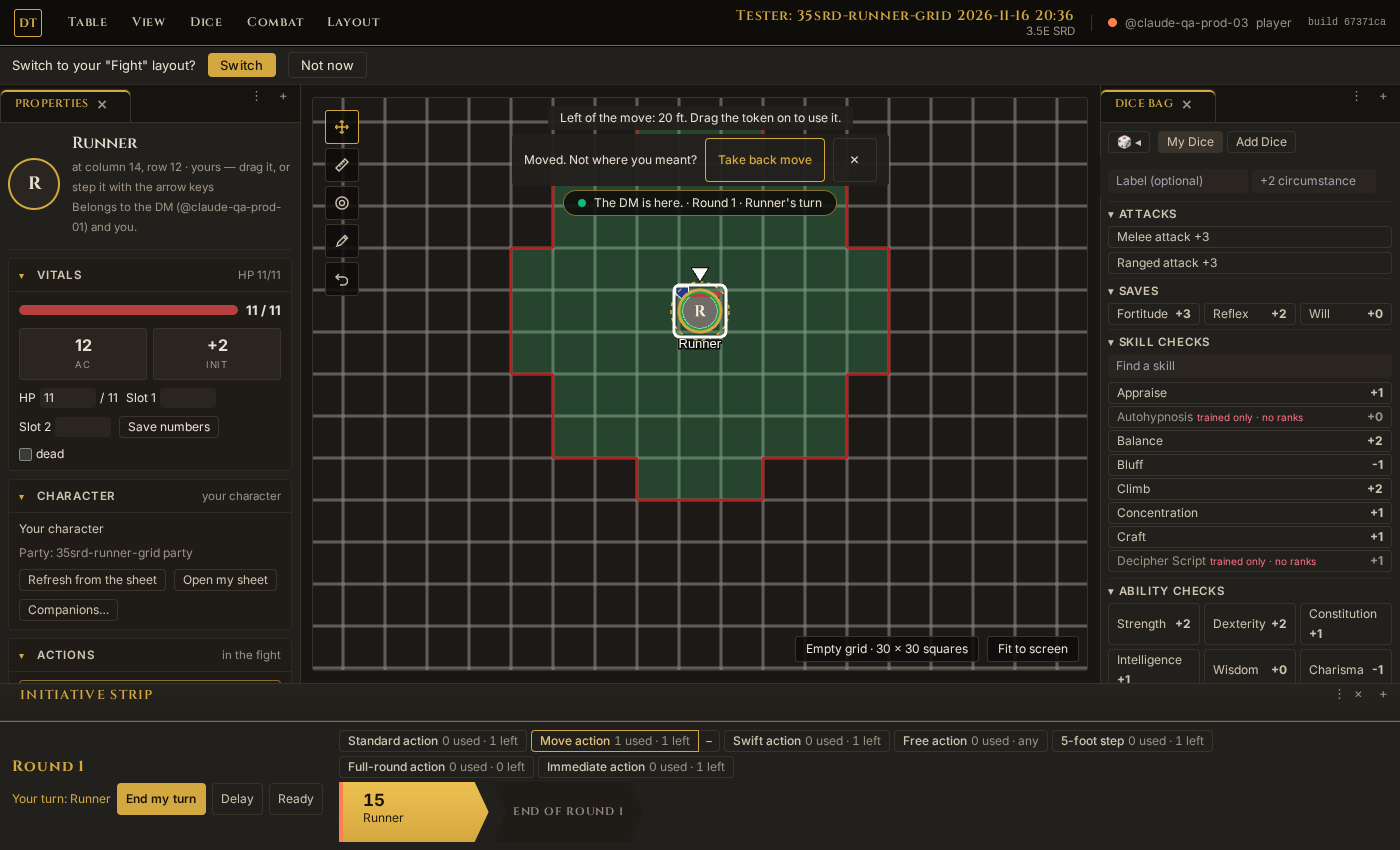 DT
TABLE VIEW DICE COMBAT LAYOUT
TESTER: 35SRD-RUNNER-GRID 2026-11-16 20:36
3.5E SRD
@claude-qa-prod-03 player
build 67371ca
Switch to your "Fight" layout? Switch Not now
PROPERTIES
R
RUNNER
at column 14, row 12 · yours — drag it, or
step it with the arrow keys
Belongs to the DM (@claude-qa-prod-
01) and you.
VITALS HP 11/11
11 / 11
12
AC
+2
INIT
HP 11 / 11 Slot 1
Slot 2 Save numbers
dead
CHARACTER your character
Your character
Party: 35srd-runner-grid party
Refresh from the sheet Open my sheet
Companions...
ACTIONS in the fight
Left of the move: 20 ft. Drag the token on to use it.
Moved. Not where you meant? Take back move ×
The DM is here. · Round 1 · Runner's turn
R
Runner
Empty grid · 30 × 30 squares Fit to screen
DICE BAG
My Dice Add Dice
Label (optional) +2 circumstance
ATTACKS
Melee attack +3
Ranged attack +3
SAVES
Fortitude +3 Reflex +2 Will +0
SKILL CHECKS
Find a skill
Appraise +1
Autohypnosis trained only · no ranks +0
Balance +2
Bluff -1
Climb +2
Concentration +1
Craft +1
Decipher Script trained only · no ranks +1
ABILITY CHECKS
Strength +2 Dexterity +2 Constitution +1
Intelligence +1 Wisdom +0 Charisma -1
INITIATIVE STRIP
Standard action 0 used · 1 left Move action 1 used · 1 left – Swift action 0 used · 1 left Free action 0 used · any 5-foot step 0 used · 1 left
Full-round action 0 used · 0 left Immediate action 0 used · 1 left
ROUND 1
Your turn: Runner End my turn Delay Ready
15
Runner
END OF ROUND 1